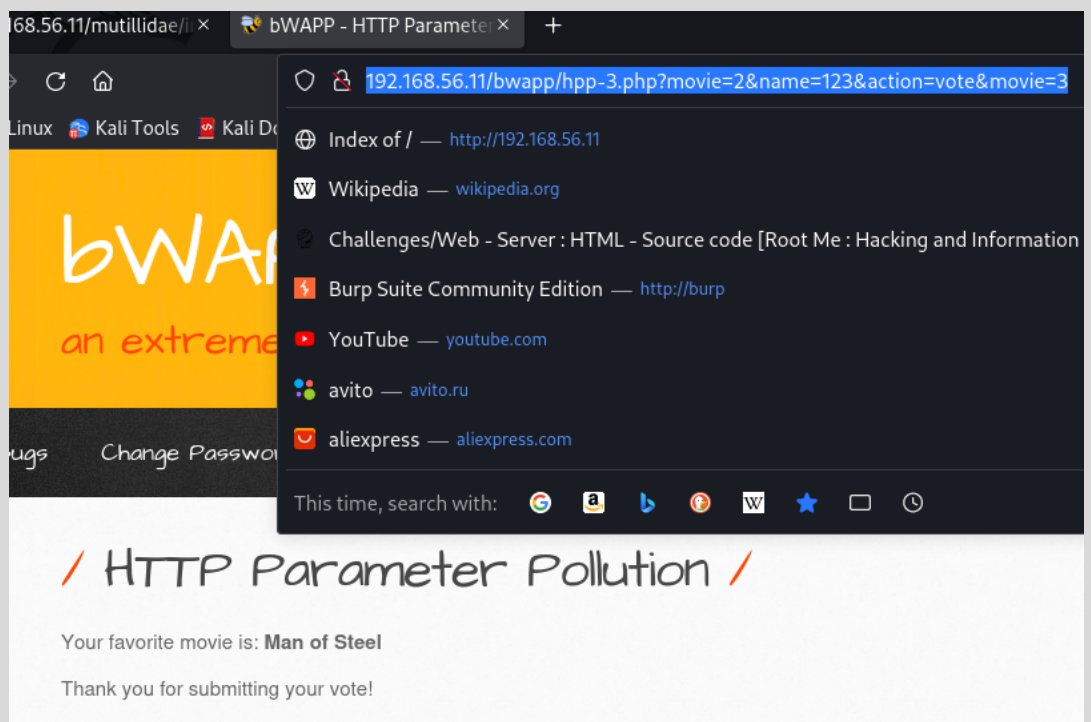 168.56.11/mutillidae/i × bWAPP - HTTP Parameter × +
192.168.56.11/bwapp/hpp-3.php?movie=2&name=123&action=vote&movie=3
Linux Kali Tools Kali Do
Index of / — http://192.168.56.11
Wikipedia — wikipedia.org
Challenges/Web - Server : HTML - Source code [Root Me : Hacking and Information
Burp Suite Community Edition — http://burp
YouTube — youtube.com
avito — avito.ru
aliexpress — aliexpress.com
This time, search with:
bWAP
an extreme
ugs Change Passwo
/ HTTP Parameter Pollution /
Your favorite movie is: Man of Steel
Thank you for submitting your vote!